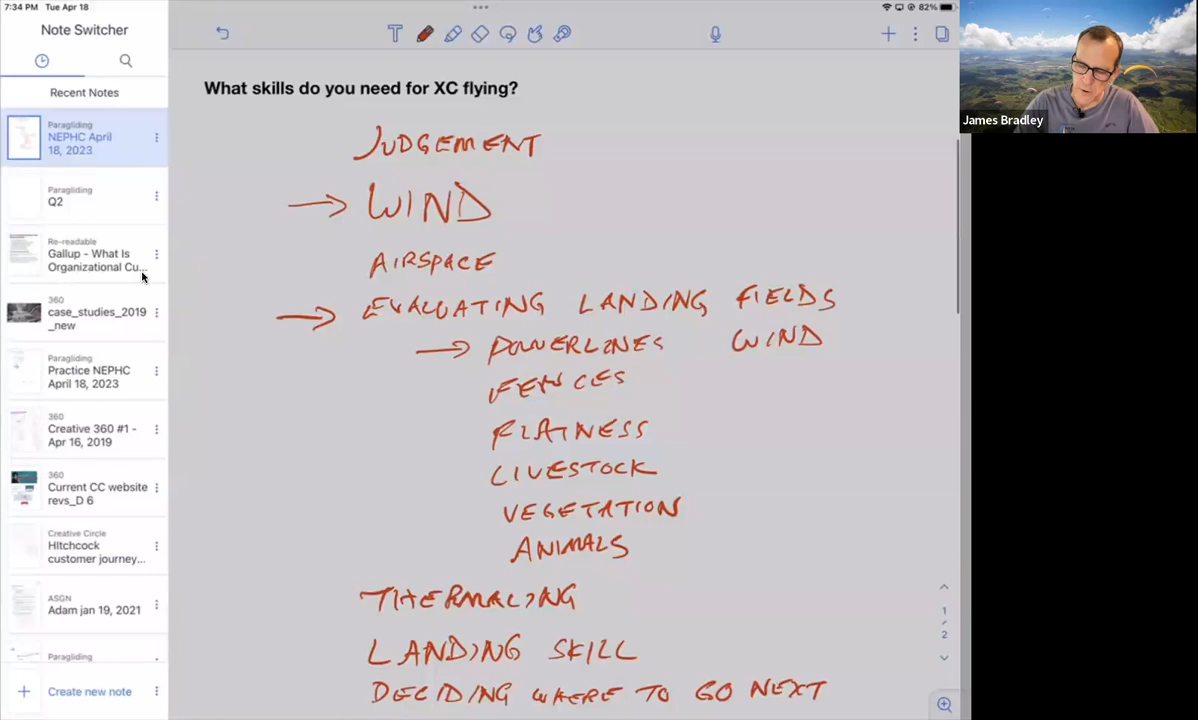 7:34 PM Tue Apr 18
82%
Note Switcher
Recent Notes
Paragliding
NEPHC April
18, 2023
Paragliding
Q2
Re-readable
Gallup - What Is
Organizational Cu...
360
case_studies_2019
_new
Paragliding
Practice NEPHC
April 18, 2023
360
Creative 360 #1 -
Apr 16, 2019
360
Current CC website
revs_D 6
Creative Circle
HItchcock
customer journey...
ASGN
Adam jan 19, 2021
Paragliding
Create new note
What skills do you need for XC flying?
JUDGEMENT
→ WIND
AIRSPACE
→ EVALUATING LANDING FIELDS
→ POWERLINES WIND
FENCES
FLATNESS
LIVESTOCK
VEGETATION
ANIMALS
THERMALING
LANDING SKILL
DECIDING WHERE TO GO NEXT
1
/
2
James Bradley